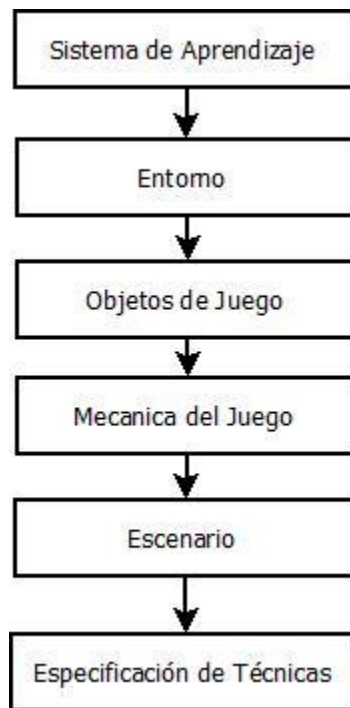 Sistema de Aprendizaje
Entorno
Objetos de Juego
Mecanica del Juego
Escenario
Especificación de Técnicas